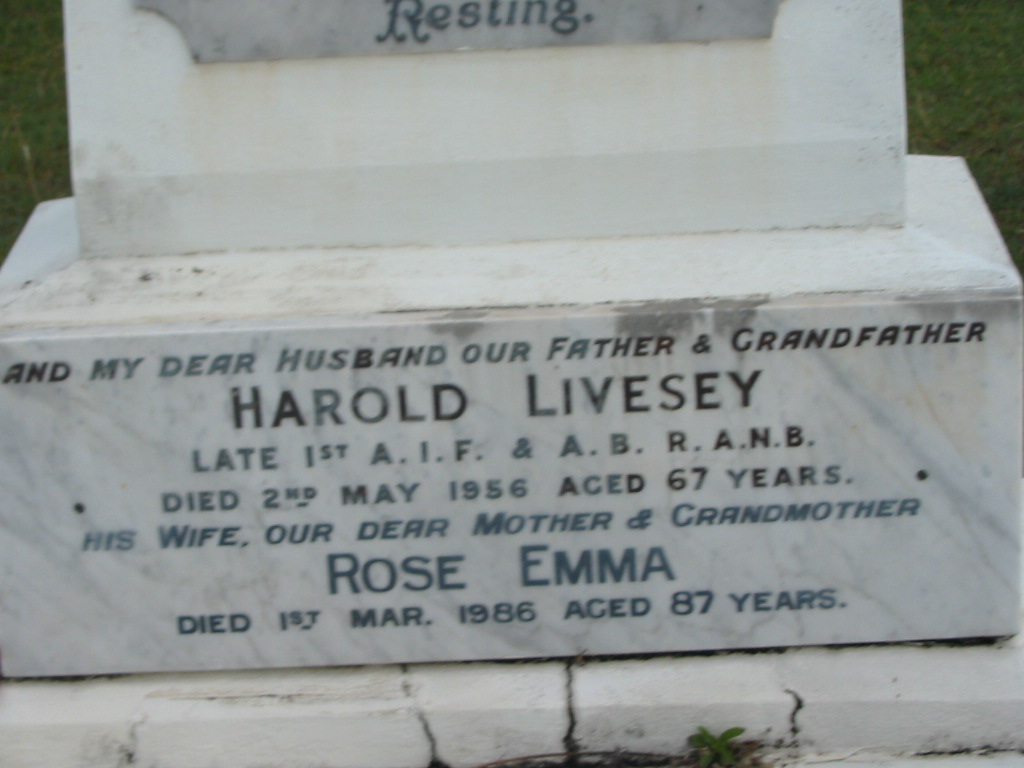 Resting.
AND MY DEAR HUSBAND OUR FATHER & GRANDFATHER
HAROLD LIVESEY
LATE 1ST A.I.F. & A.B. R.A.N.B.
DIED 2ND MAY 1956 AGED 67 YEARS.
HIS WIFE, OUR DEAR MOTHER & GRANDMOTHER
ROSE EMMA
DIED 1ST MAR. 1986 AGED 87 YEARS.